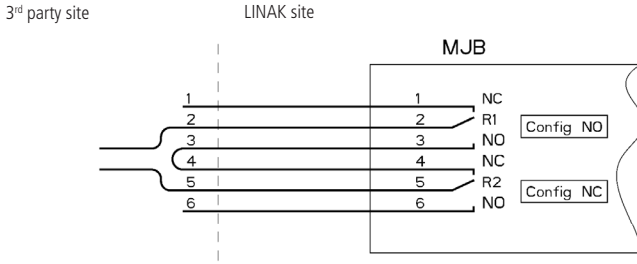 3rd party site
LINAK site
MJB
1 1 NC
2 2 R1
Config NO
3 3 NO
4 4 NC
5 5 R2
Config NC
6 6 NO